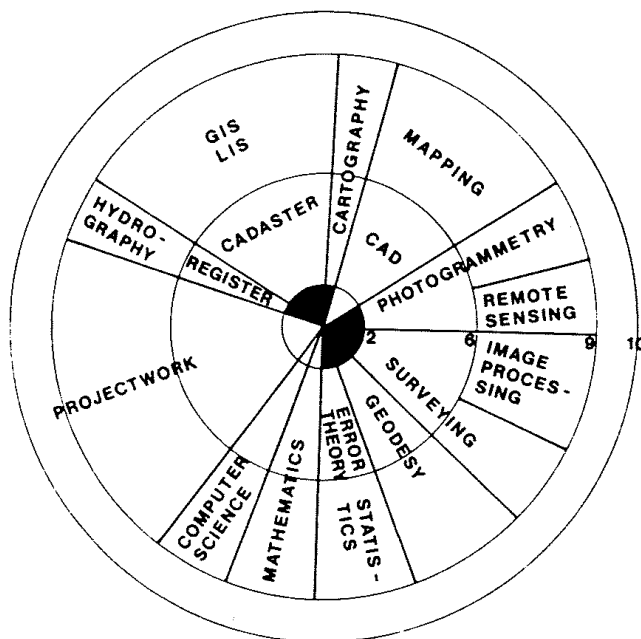 GIS
LIS
CARTOGRAPHY
MAPPING
HYDRO-
GRAPHY
CADASTER
CAD
REGISTER
PHOTOGRAMMETRY
REMOTE
SENSING
2
6
9
10
IMAGE
PROCES-
SING
PROJECTWORK
SURVEYING
GEODESY
ERROR
THEORY
STATIS-
TICS
MATHEMATICS
COMPUTER
SCIENCE